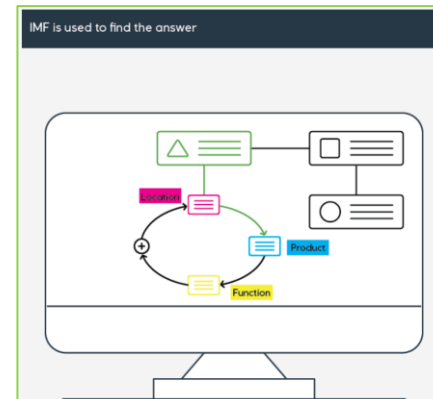 IMF is used to find the answer
Location
Product
Function